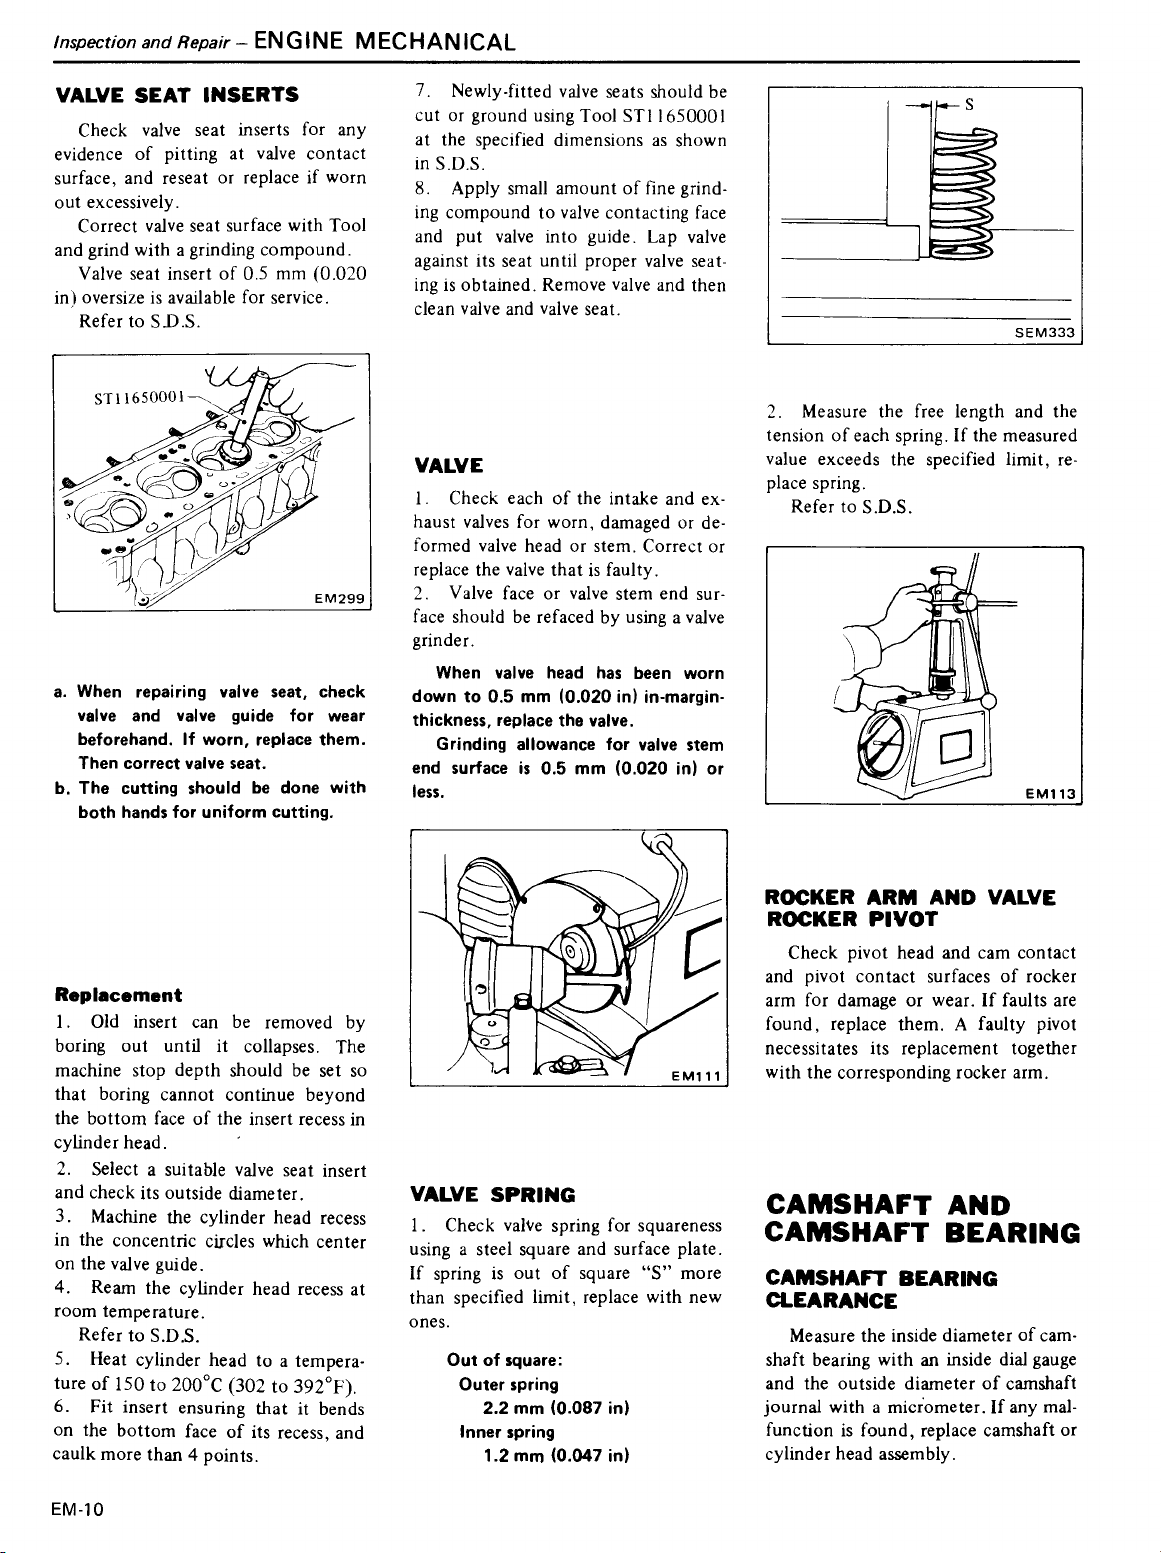 Inspection and Repair – ENGINE MECHANICAL
VALVE SEAT INSERTS
Check valve seat inserts for any
evidence of pitting at valve contact
surface, and reseat or replace if worn
out excessively.
Correct valve seat surface with Tool
and grind with a grinding compound.
Valve seat insert of 0.5 mm (0.020
in) oversize is available for service.
Refer to S.D.S.
ST11650001
EM299
a. When repairing valve seat, check
valve and valve guide for wear
beforehand. If worn, replace them.
Then correct valve seat.
b. The cutting should be done with
both hands for uniform cutting.
Replacement
1. Old insert can be removed by
boring out until it collapses. The
machine stop depth should be set so
that boring cannot continue beyond
the bottom face of the insert recess in
cylinder head.
2. Select a suitable valve seat insert
and check its outside diameter.
3. Machine the cylinder head recess
in the concentric circles which center
on the valve guide.
4. Ream the cylinder head recess at
room temperature.
Refer to S.D.S.
5. Heat cylinder head to a tempera-
ture of 150 to 200°C (302 to 392°F).
6. Fit insert ensuring that it bends
on the bottom face of its recess, and
caulk more than 4 points.
7. Newly-fitted valve seats should be
cut or ground using Tool ST11650001
at the specified dimensions as shown
in S.D.S.
8. Apply small amount of fine grind-
ing compound to valve contacting face
and put valve into guide. Lap valve
against its seat until proper valve seat-
ing is obtained. Remove valve and then
clean valve and valve seat.
VALVE
1. Check each of the intake and ex-
haust valves for worn, damaged or de-
formed valve head or stem. Correct or
replace the valve that is faulty.
2. Valve face or valve stem end sur-
face should be refaced by using a valve
grinder.
When valve head has been worn
down to 0.5 mm (0.020 in) in-margin-
thickness, replace the valve.
Grinding allowance for valve stem
end surface is 0.5 mm (0.020 in) or
less.
EM111
VALVE SPRING
1. Check valve spring for squareness
using a steel square and surface plate.
If spring is out of square “S” more
than specified limit, replace with new
ones.
Out of square:
Outer spring
2.2 mm (0.087 in)
Inner spring
1.2 mm (0.047 in)
S
SEM333
2. Measure the free length and the
tension of each spring. If the measured
value exceeds the specified limit, re-
place spring.
Refer to S.D.S.
EM113
ROCKER ARM AND VALVE
ROCKER PIVOT
Check pivot head and cam contact
and pivot contact surfaces of rocker
arm for damage or wear. If faults are
found, replace them. A faulty pivot
necessitates its replacement together
with the corresponding rocker arm.
CAMSHAFT AND
CAMSHAFT BEARING
CAMSHAFT BEARING
CLEARANCE
Measure the inside diameter of cam-
shaft bearing with an inside dial gauge
and the outside diameter of camshaft
journal with a micrometer. If any mal-
function is found, replace camshaft or
cylinder head assembly.
EM-10